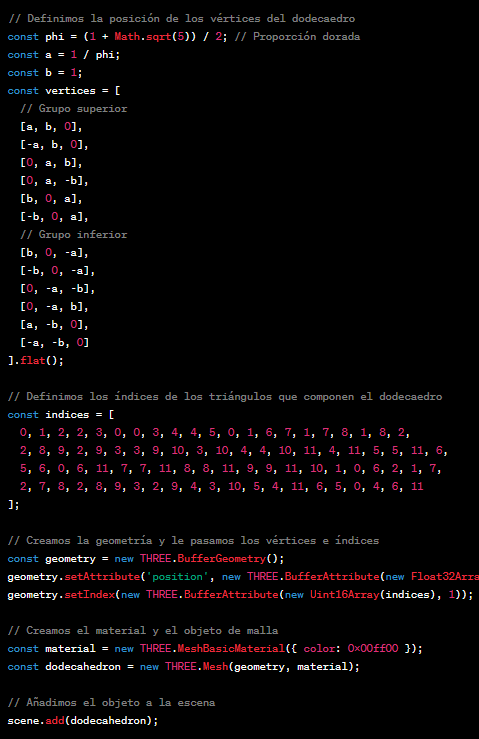 // Definimos la posición de los vértices del dodecaedro
const phi = (1 + Math.sqrt(5)) / 2; // Proporción dorada
const a = 1 / phi;
const b = 1;
const vertices = [
// Grupo superior
[a, b, 0],
[-a, b, 0],
[0, a, b],
[0, a, -b],
[b, 0, a],
[-b, 0, a],
// Grupo inferior
[b, 0, -a],
[-b, 0, -a],
[0, -a, -b],
[0, -a, b],
[a, -b, 0],
[-a, -b, 0]
].flat();
// Definimos los índices de los triángulos que componen el dodecaedro
const indices = [
0, 1, 2, 2, 3, 0, 0, 3, 4, 4, 5, 0, 1, 6, 7, 1, 7, 8, 1, 8, 2,
2, 8, 9, 2, 9, 3, 3, 9, 10, 3, 10, 4, 4, 10, 11, 4, 11, 5, 5, 11, 6,
5, 6, 0, 6, 11, 7, 7, 11, 8, 8, 11, 9, 9, 11, 10, 1, 0, 6, 2, 1, 7,
2, 7, 8, 2, 8, 9, 3, 2, 9, 4, 3, 10, 5, 4, 11, 6, 5, 0, 4, 6, 11
];
// Creamos la geometría y le pasamos los vértices e índices
const geometry = new THREE.BufferGeometry();
geometry.setAttribute('position', new THREE.BufferAttribute(new Float32Arra
geometry.setIndex(new THREE.BufferAttribute(new Uint16Array(indices), 1));
// Creamos el material y el objeto de malla
const material = new THREE.MeshBasicMaterial({ color: 0x00ff00 });
const dodecahedron = new THREE.Mesh(geometry, material);
// Añadimos el objeto a la escena
scene.add(dodecahedron);